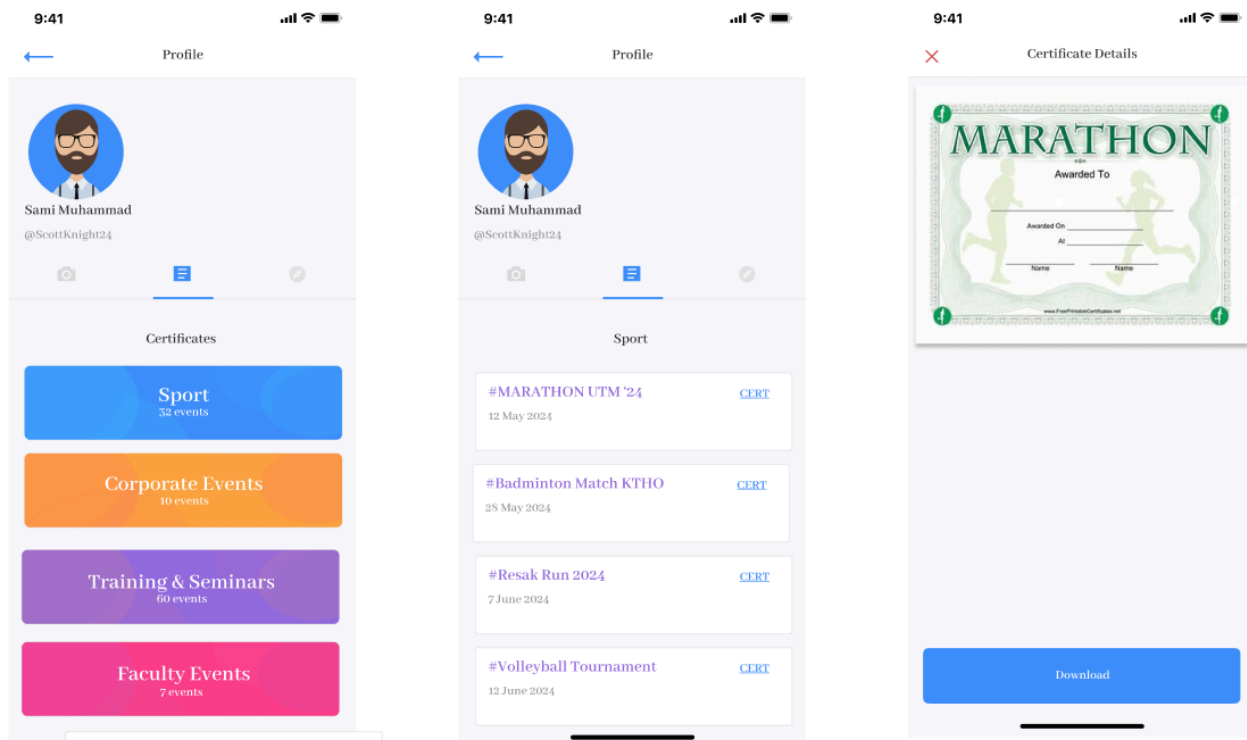 9:41
Profile
Sami Muhammad
@ScottKnight24
Certificates
Sport
32 events
Corporate Events
10 events
Training & Seminars
60 events
Faculty Events
7 events
9:41
Profile
Sami Muhammad
@ScottKnight24
Sport
#MARATHON UTM '24
CERT
12 May 2024
#Badminton Match KTHO
CERT
28 May 2024
#Resak Run 2024
CERT
7 June 2024
#Volleyball Tournament
CERT
12 June 2024
9:41
Certificate Details
MARATHON
Awarded To
Awarded On
At
Name Name
www.FreePrintableCertificates.net
Download